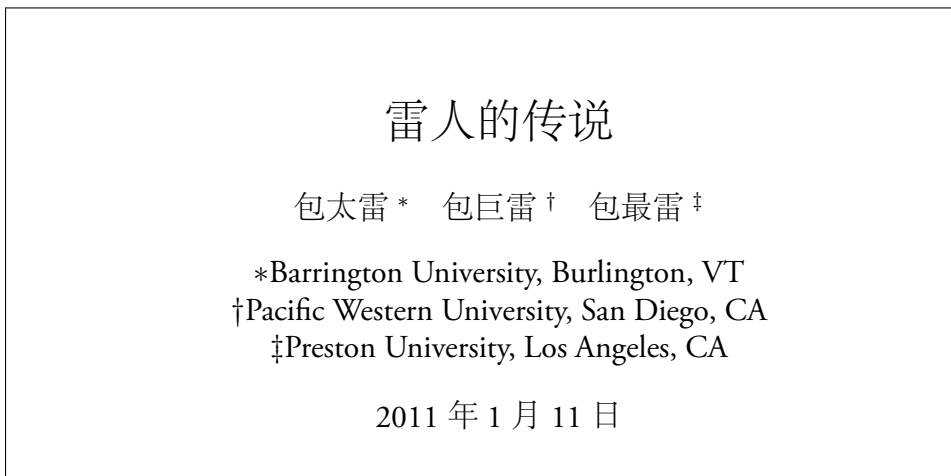 雷人的传说
包太雷 * 包巨雷 † 包最雷 ‡
*Barrington University, Burlington, VT
†Pacific Western University, San Diego, CA
‡Preston University, Los Angeles, CA
2011 年 1 月 11 日